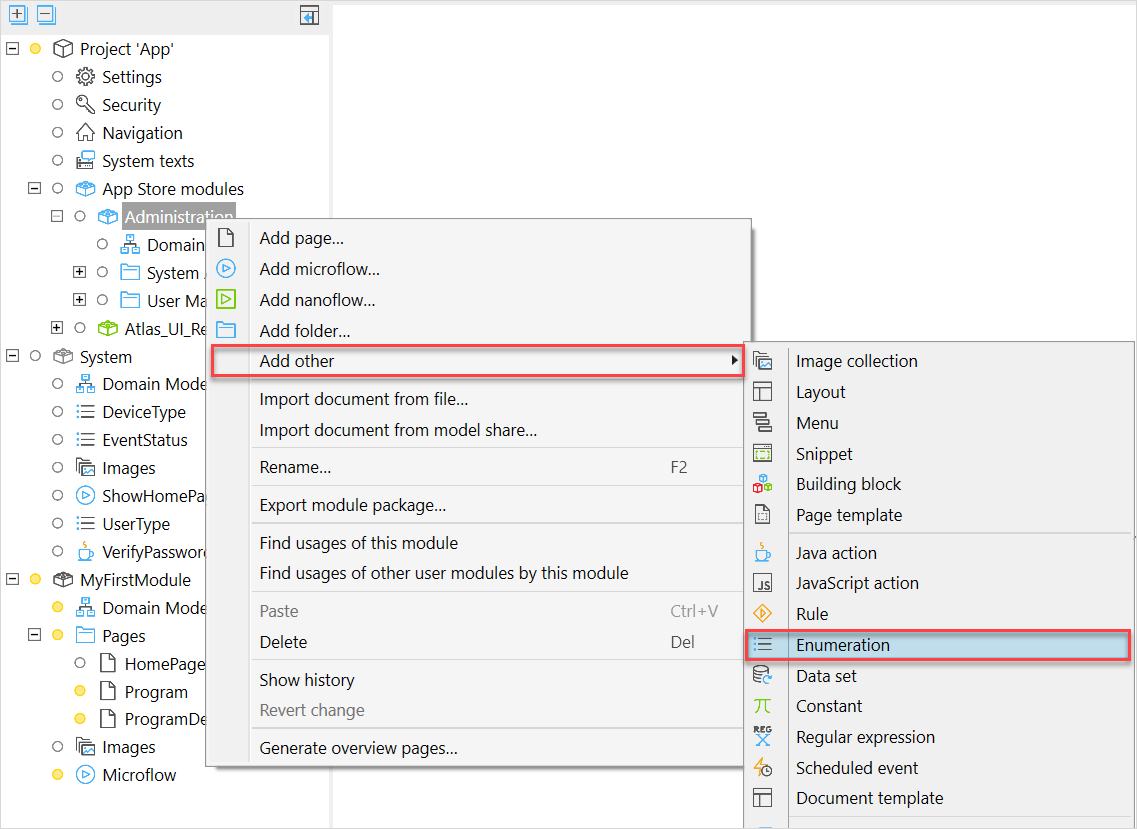 Project 'App'
Settings
Security
Navigation
System texts
App Store modules
Administration
Domain
System
User Ma
Atlas_UI_Re
System
Domain Mode
DeviceType
EventStatus
Images
ShowHomePa
UserType
VerifyPassword
MyFirstModule
Domain Mode
Pages
HomePage
Program
ProgramDe
Images
Microflow
Add page...
Add microflow...
Add nanoflow...
Add folder...
Add other
Import document from file...
Import document from model share...
Rename... F2
Export module package...
Find usages of this module
Find usages of other user modules by this module
Paste Ctrl+V
Delete Del
Show history
Revert change
Generate overview pages...
Image collection
Layout
Menu
Snippet
Building block
Page template
Java action
JS JavaScript action
Rule
Enumeration
Data set
π Constant
REG X Regular expression
Scheduled event
Document template